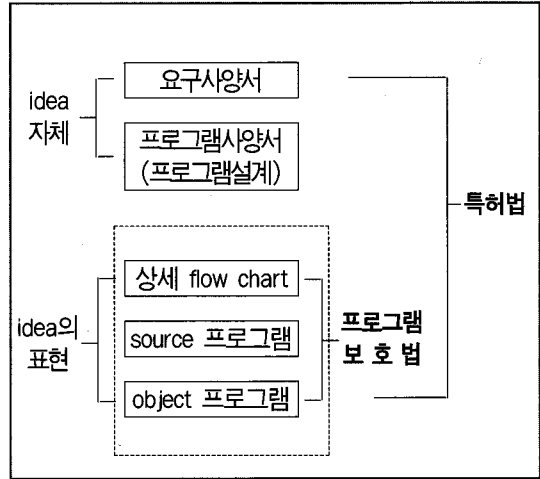 idea
자체
요구사양서
프로그램사양서
(프로그램설계)
특허법
idea의
표현
상세 flow chart
source 프로그램
object 프로그램
프로그램
보 호 법